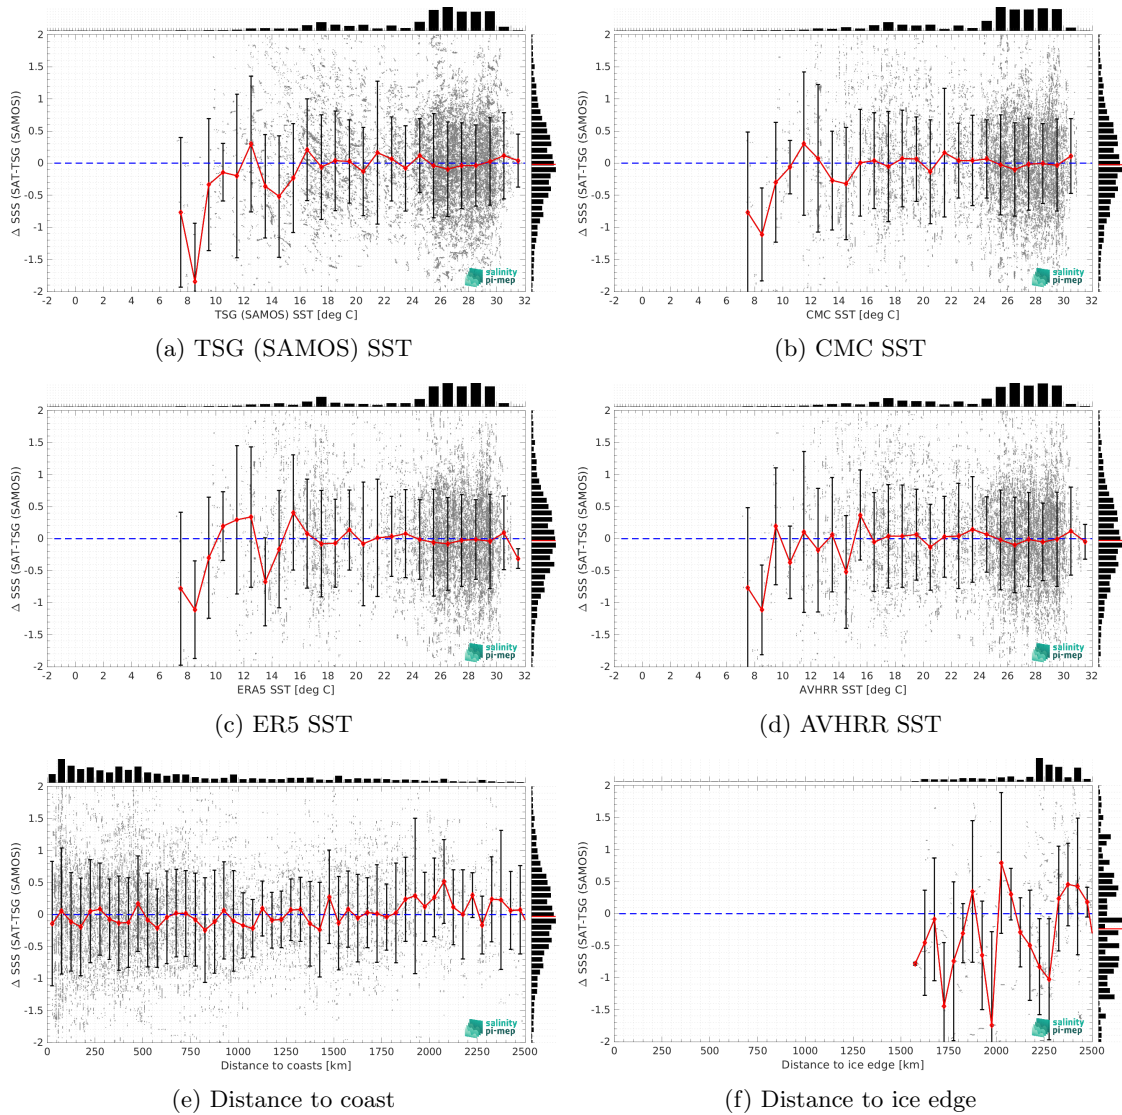 2
1.5
1
0.5
0
-0.5
-1
-1.5
-2
Δ SSS (SAT-TSG (SAMOS))
-2 0 2 4 6 8 10 12 14 16 18 20 22 24 26 28 30 32
TSG (SAMOS) SST [deg C]
salinity
pi-mep
(a) TSG (SAMOS) SST
2
1.5
1
0.5
0
-0.5
-1
-1.5
-2
Δ SSS (SAT-TSG (SAMOS))
-2 0 2 4 6 8 10 12 14 16 18 20 22 24 26 28 30 32
CMC SST [deg C]
salinity
pi-mep
(b) CMC SST
2
1.5
1
0.5
0
-0.5
-1
-1.5
-2
Δ SSS (SAT-TSG (SAMOS))
-2 0 2 4 6 8 10 12 14 16 18 20 22 24 26 28 30 32
ERA5 SST [deg C]
salinity
pi-mep
(c) ER5 SST
2
1.5
1
0.5
0
-0.5
-1
-1.5
-2
Δ SSS (SAT-TSG (SAMOS))
-2 0 2 4 6 8 10 12 14 16 18 20 22 24 26 28 30 32
AVHRR SST [deg C]
salinity
pi-mep
(d) AVHRR SST
2
1.5
1
0.5
0
-0.5
-1
-1.5
-2
Δ SSS (SAT-TSG (SAMOS))
0 250 500 750 1000 1250 1500 1750 2000 2250 2500
Distance to coasts [km]
salinity
pi-mep
(e) Distance to coast
2
1.5
1
0.5
0
-0.5
-1
-1.5
-2
Δ SSS (SAT-TSG (SAMOS))
0 250 500 750 1000 1250 1500 1750 2000 2250 2500
Distance to ice edge [km]
salinity
pi-mep
(f) Distance to ice edge